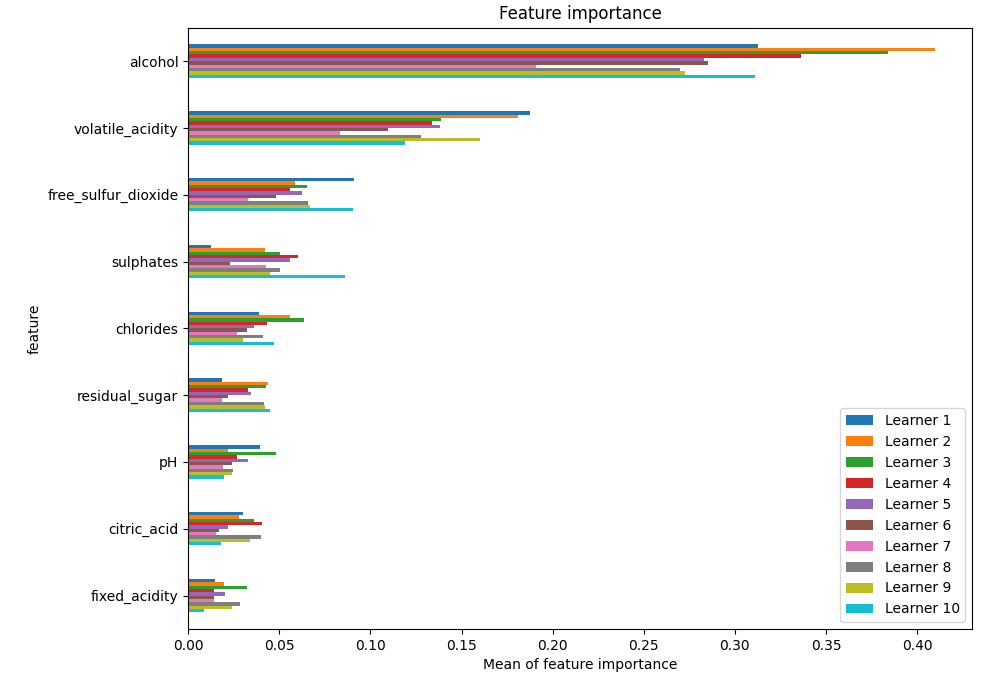 Feature importance
alcohol
volatile_acidity
free_sulfur_dioxide
sulphates
chlorides
residual_sugar
pH
citric_acid
fixed_acidity
feature
Learner 1
Learner 2
Learner 3
Learner 4
Learner 5
Learner 6
Learner 7
Learner 8
Learner 9
Learner 10
0.00 0.05 0.10 0.15 0.20 0.25 0.30 0.35 0.40
Mean of feature importance